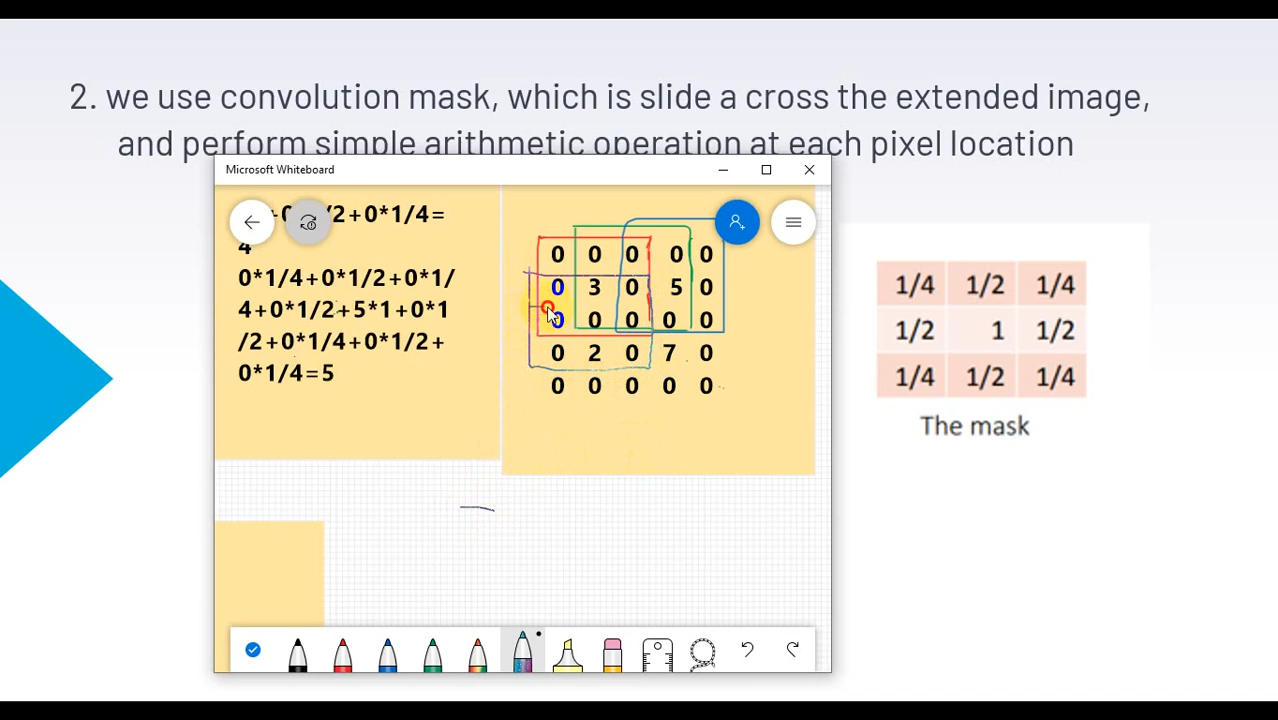 2. we use convolution mask, which is slide a cross the extended image,
and perform simple arithmetic operation at each pixel location
Microsoft Whiteboard
/2+0*1/4=
4
0*1/4+0*1/2+0*1/
4+0*1/2+5*1+0*1
/2+0*1/4+0*1/2+
0*1/4=5
0 0 0 0 0
0 3 0 5 0
0 0 0 0 0
0 2 0 7 0
0 0 0 0 0
1/4 1/2 1/4
1/2 1 1/2
1/4 1/2 1/4
The mask